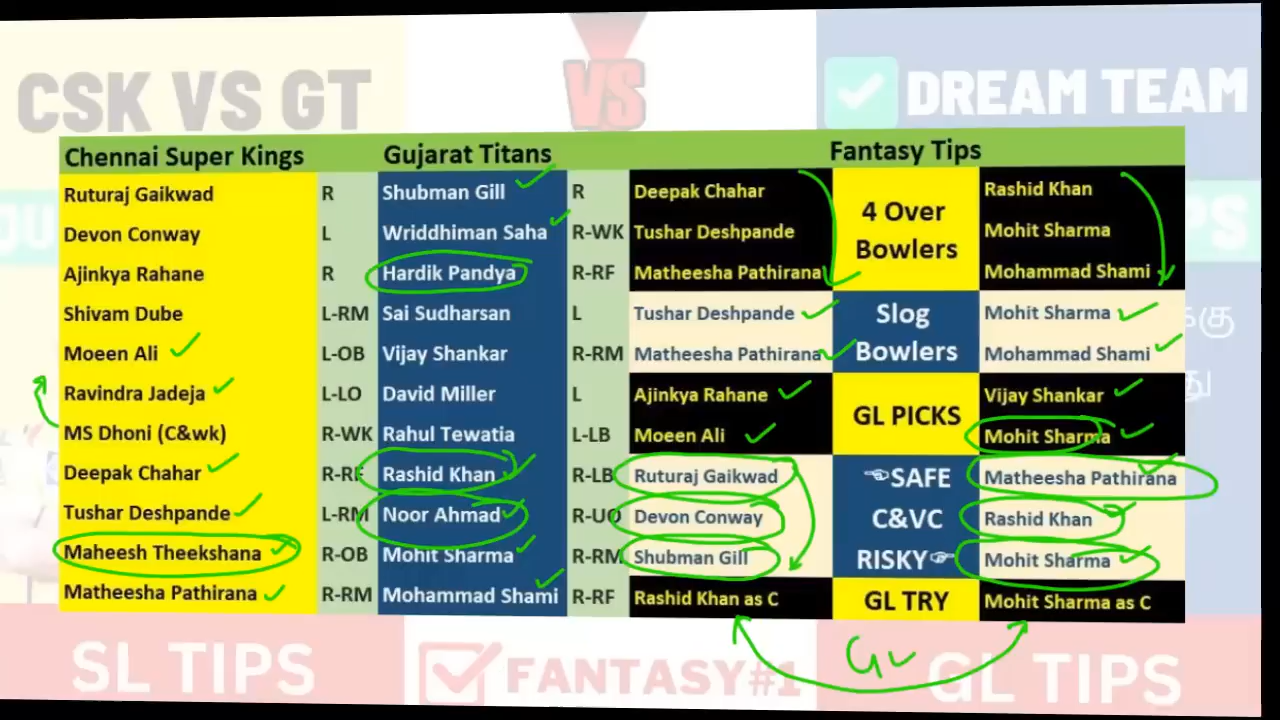 CSK VS GT
VS
DREAM TEAM
Chennai Super Kings Gujarat Titans Fantasy Tips
Ruturaj Gaikwad R Shubman Gill R Deepak Chahar 4 Over Rashid Khan
Devon Conway L Wriddhiman Saha R-WK Tushar Deshpande Bowlers Mohit Sharma
Ajinkya Rahane R Hardik Pandya R-RF Matheesha Pathirana Mohammad Shami
Shivam Dube L-RM Sai Sudharsan L Tushar Deshpande Slog Mohit Sharma
Moeen Ali L-OB Vijay Shankar R-RM Matheesha Pathirana Bowlers Mohammad Shami
Ravindra Jadeja L-LO David Miller L Ajinkya Rahane GL PICKS Vijay Shankar
MS Dhoni (C&wk) R-WK Rahul Tewatia L-LB Moeen Ali Mohit Sharma
Deepak Chahar R-RF Rashid Khan R-LB Ruturaj Gaikwad SAFE Matheesha Pathirana
Tushar Deshpande L-RM Noor Ahmad R-UO Devon Conway C&VC Rashid Khan
Maheesh Theekshana R-OB Mohit Sharma R-RM Shubman Gill RISKY Mohit Sharma
Matheesha Pathirana R-RM Mohammad Shami R-RF Rashid Khan as C GL TRY Mohit Sharma as C
GL
SL TIPS FANTASY#1 GL TIPS